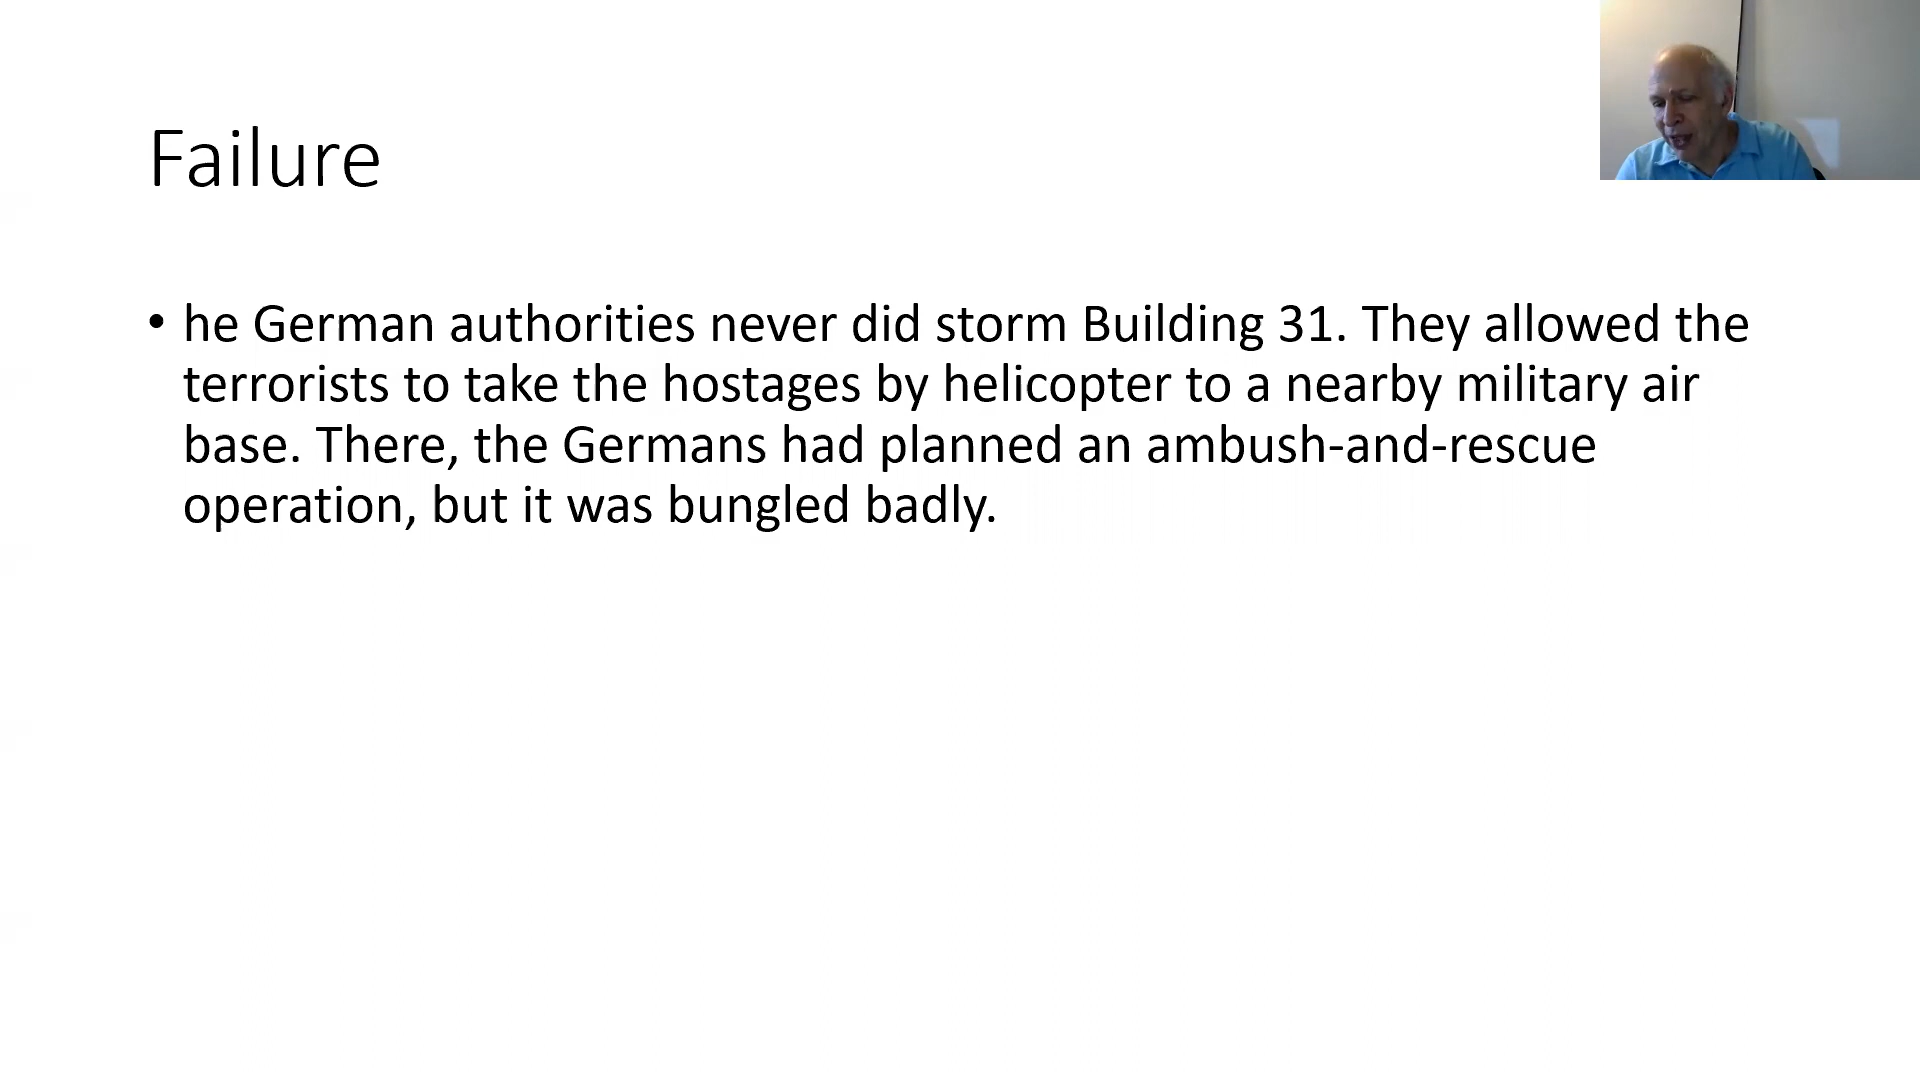 Failure
• he German authorities never did storm Building 31. They allowed the
terrorists to take the hostages by helicopter to a nearby military air
base. There, the Germans had planned an ambush-and-rescue
operation, but it was bungled badly.